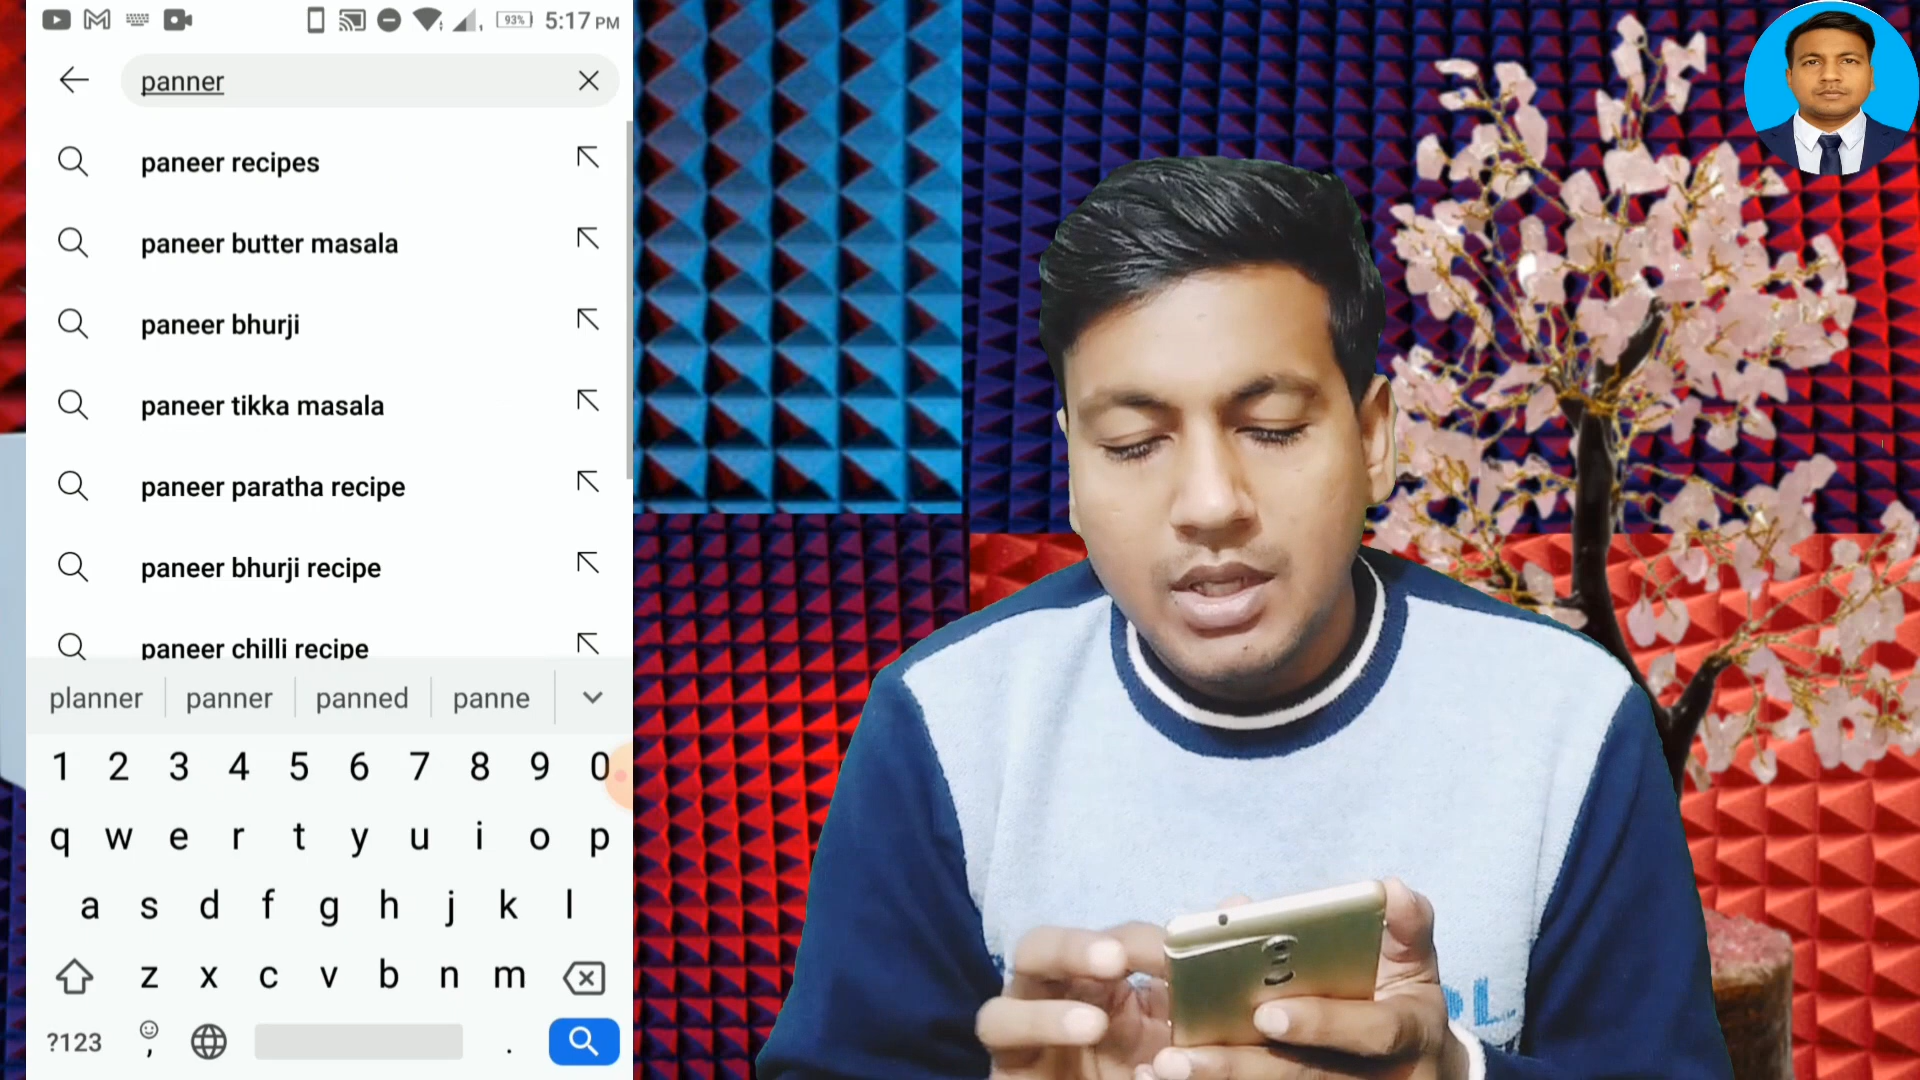 93% 5:17 PM
panner
paneer recipes
paneer butter masala
paneer bhurji
paneer tikka masala
paneer paratha recipe
paneer bhurji recipe
paneer chilli recipe
planner panner panned panne
1 2 3 4 5 6 7 8 9 0
q w e r t y u i o p
a s d f g h j k l
z x c v b n m
?123 , .